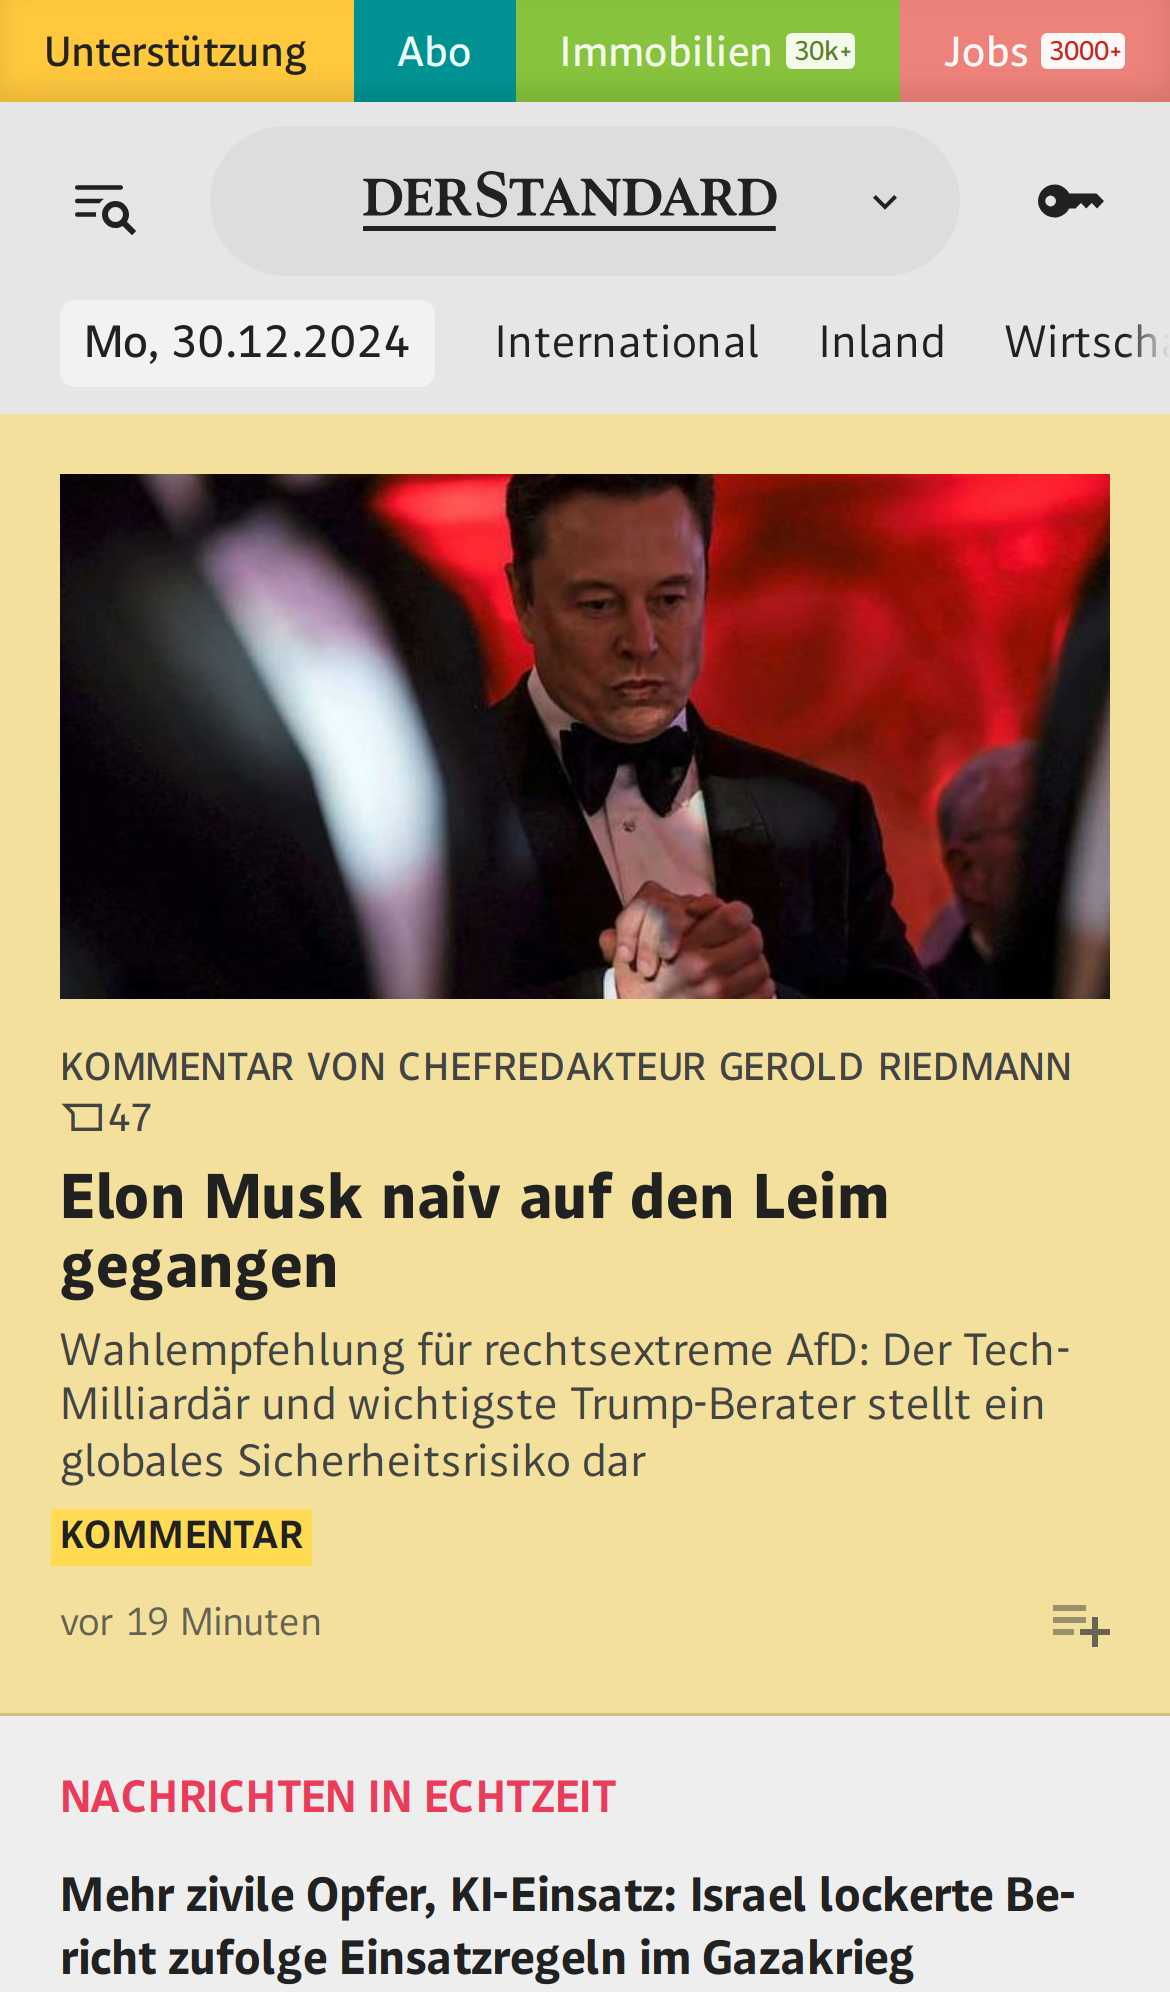 Unterstützung Abo Immobilien 30k+ Jobs 3000+
DERSTANDARD
Mo, 30.12.2024 International Inland Wirtscha
KOMMENTAR VON CHEFREDAKTEUR GEROLD RIEDMANN
47
Elon Musk naiv auf den Leim
gegangen
Wahlempfehlung für rechtsextreme AfD: Der Tech-
Milliardär und wichtigste Trump-Berater stellt ein
globales Sicherheitsrisiko dar
KOMMENTAR
vor 19 Minuten
NACHRICHTEN IN ECHTZEIT
Mehr zivile Opfer, KI-Einsatz: Israel lockerte Be-
richt zufolge Einsatzregeln im Gazakrieg